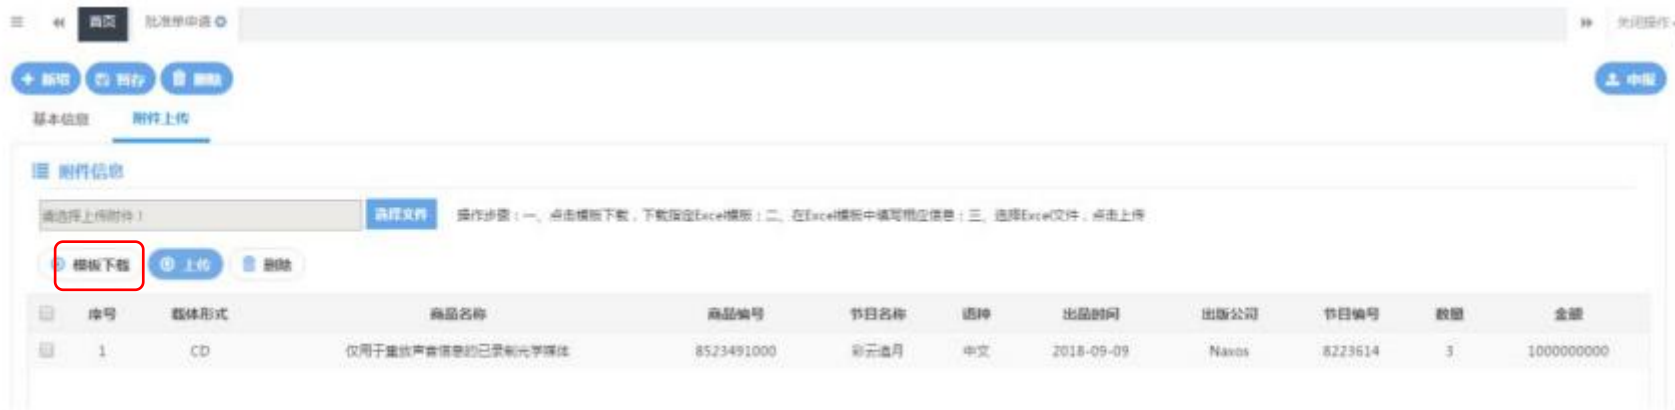 首页 批准单申请 关闭操作
新增 暂存 删除 申报
基本信息 附件上传
附件信息
请选择上传附件！ 选择文件 操作步骤：一、点击模板下载，下载指定Excel模板；二、在Excel模板中填写相应信息；三、选择Excel文件，点击上传
模板下载 上传 删除
序号 载体形式 商品名称 商品编号 节目名称 语种 出品时间 出版公司 节目编号 数量 金额
1 CD 仅用于重放声音信息的已录制光学媒体 8523491000 彩云追月 中文 2018-09-09 Naxos 8223614 3 1000000000